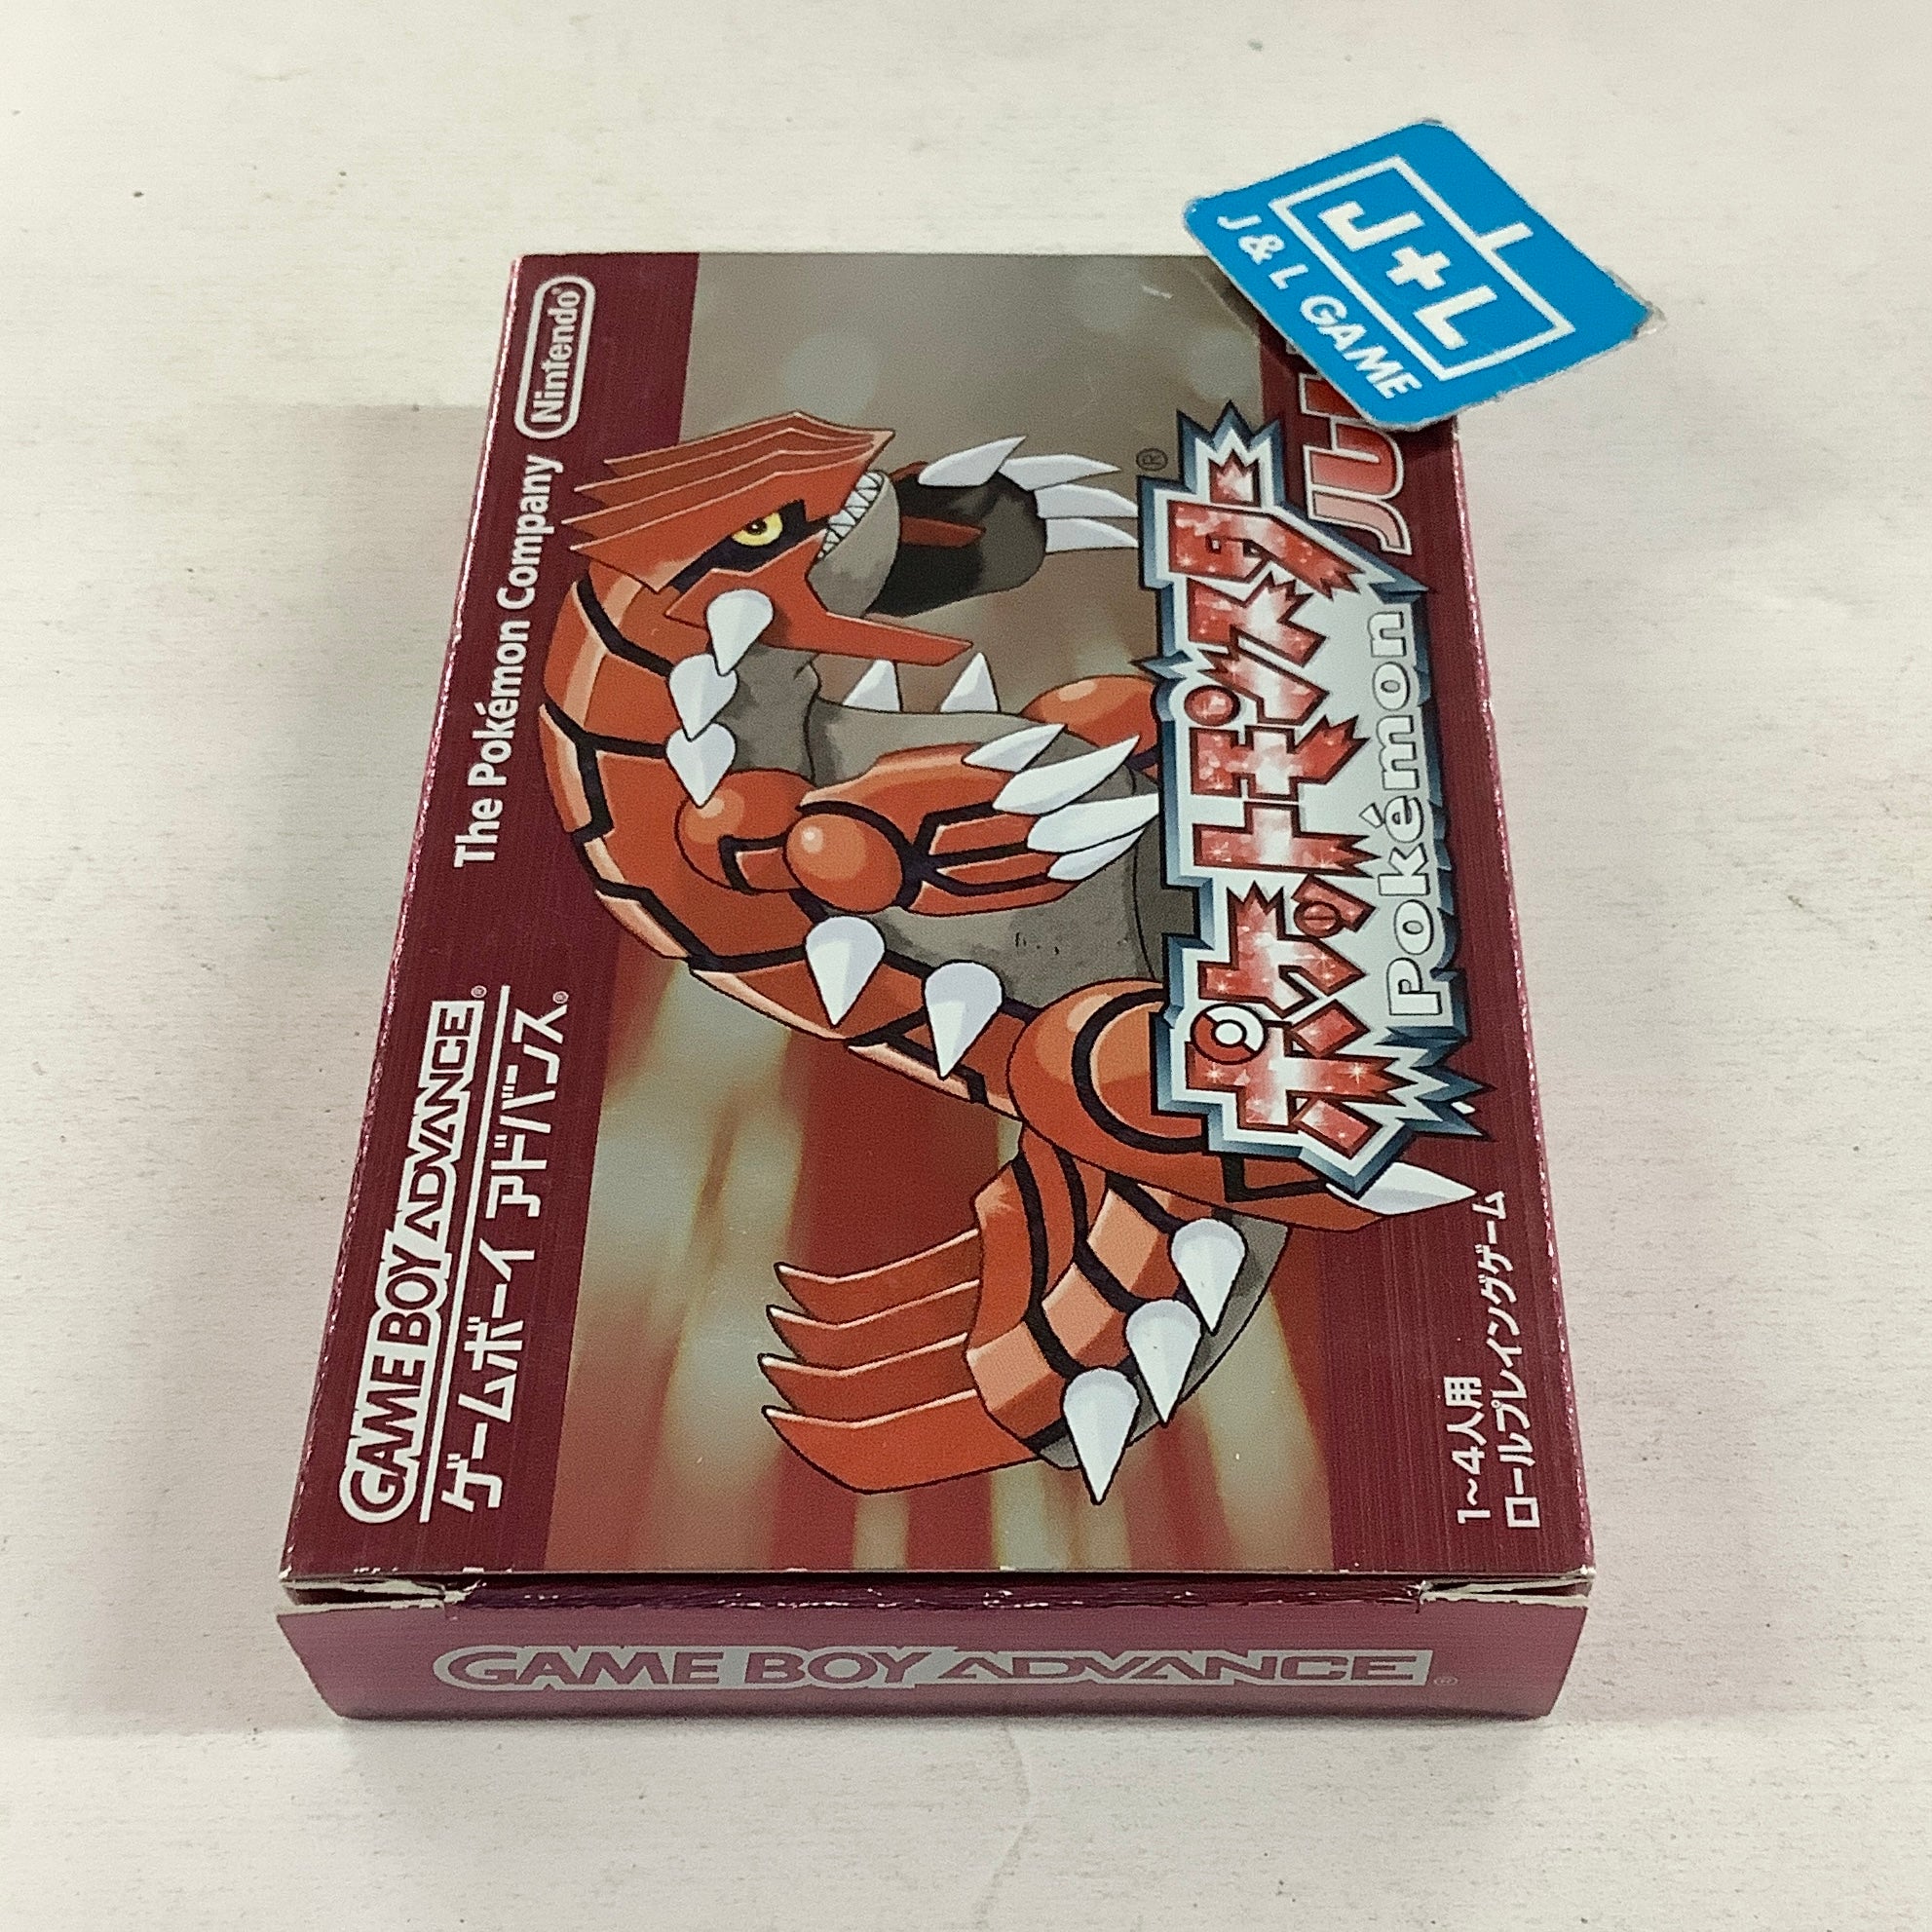 GAME BOY ADVANCE®
ゲームボーイ アドバンス®
The Pokémon Company
Nintendo®
ポケットモンスター®
Pokémon
ル
1～4人用
ロールプレイングゲーム
J+L
J & L GAME
GAME BOY ADVANCE®